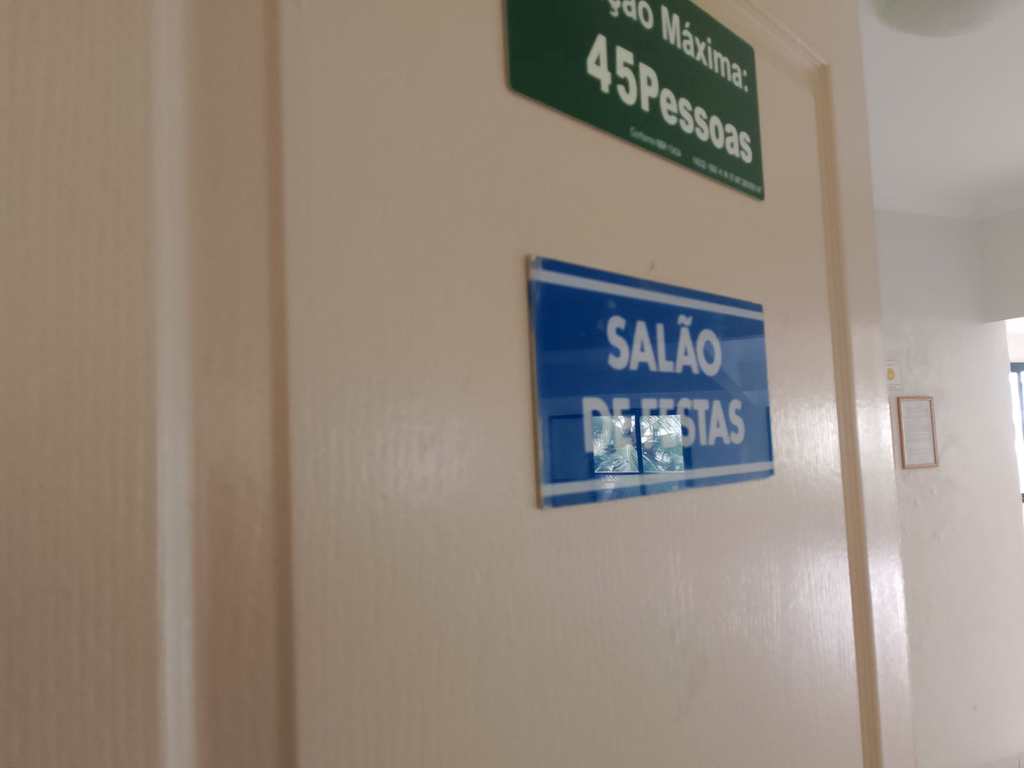 ção Máxima:
45Pessoas
SALÃO
DE FESTAS